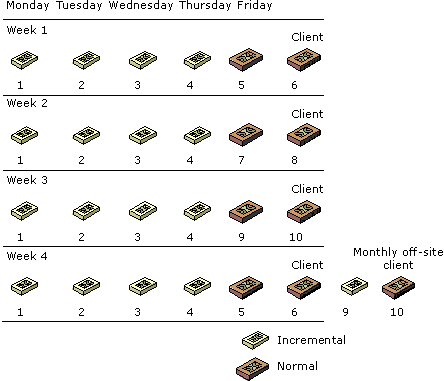 Monday Tuesday Wednesday Thursday Friday
Week 1
Client
1 2 3 4 5 6
Week 2
Client
1 2 3 4 7 8
Week 3
Client
1 2 3 4 9 10
Week 4
Client
Monthly off-site
client
1 2 3 4 5 6 9 10
Incremental
Normal